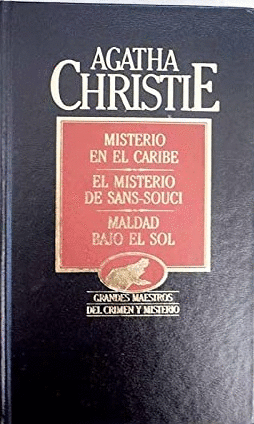 AGATHA
CHRISTIE
MISTERIO
EN EL CARIBE
EL MISTERIO
DE SANS-SOUCI
MALDAD
BAJO EL SOL
GRANDES MAESTROS
DEL CRIMEN Y MISTERIO